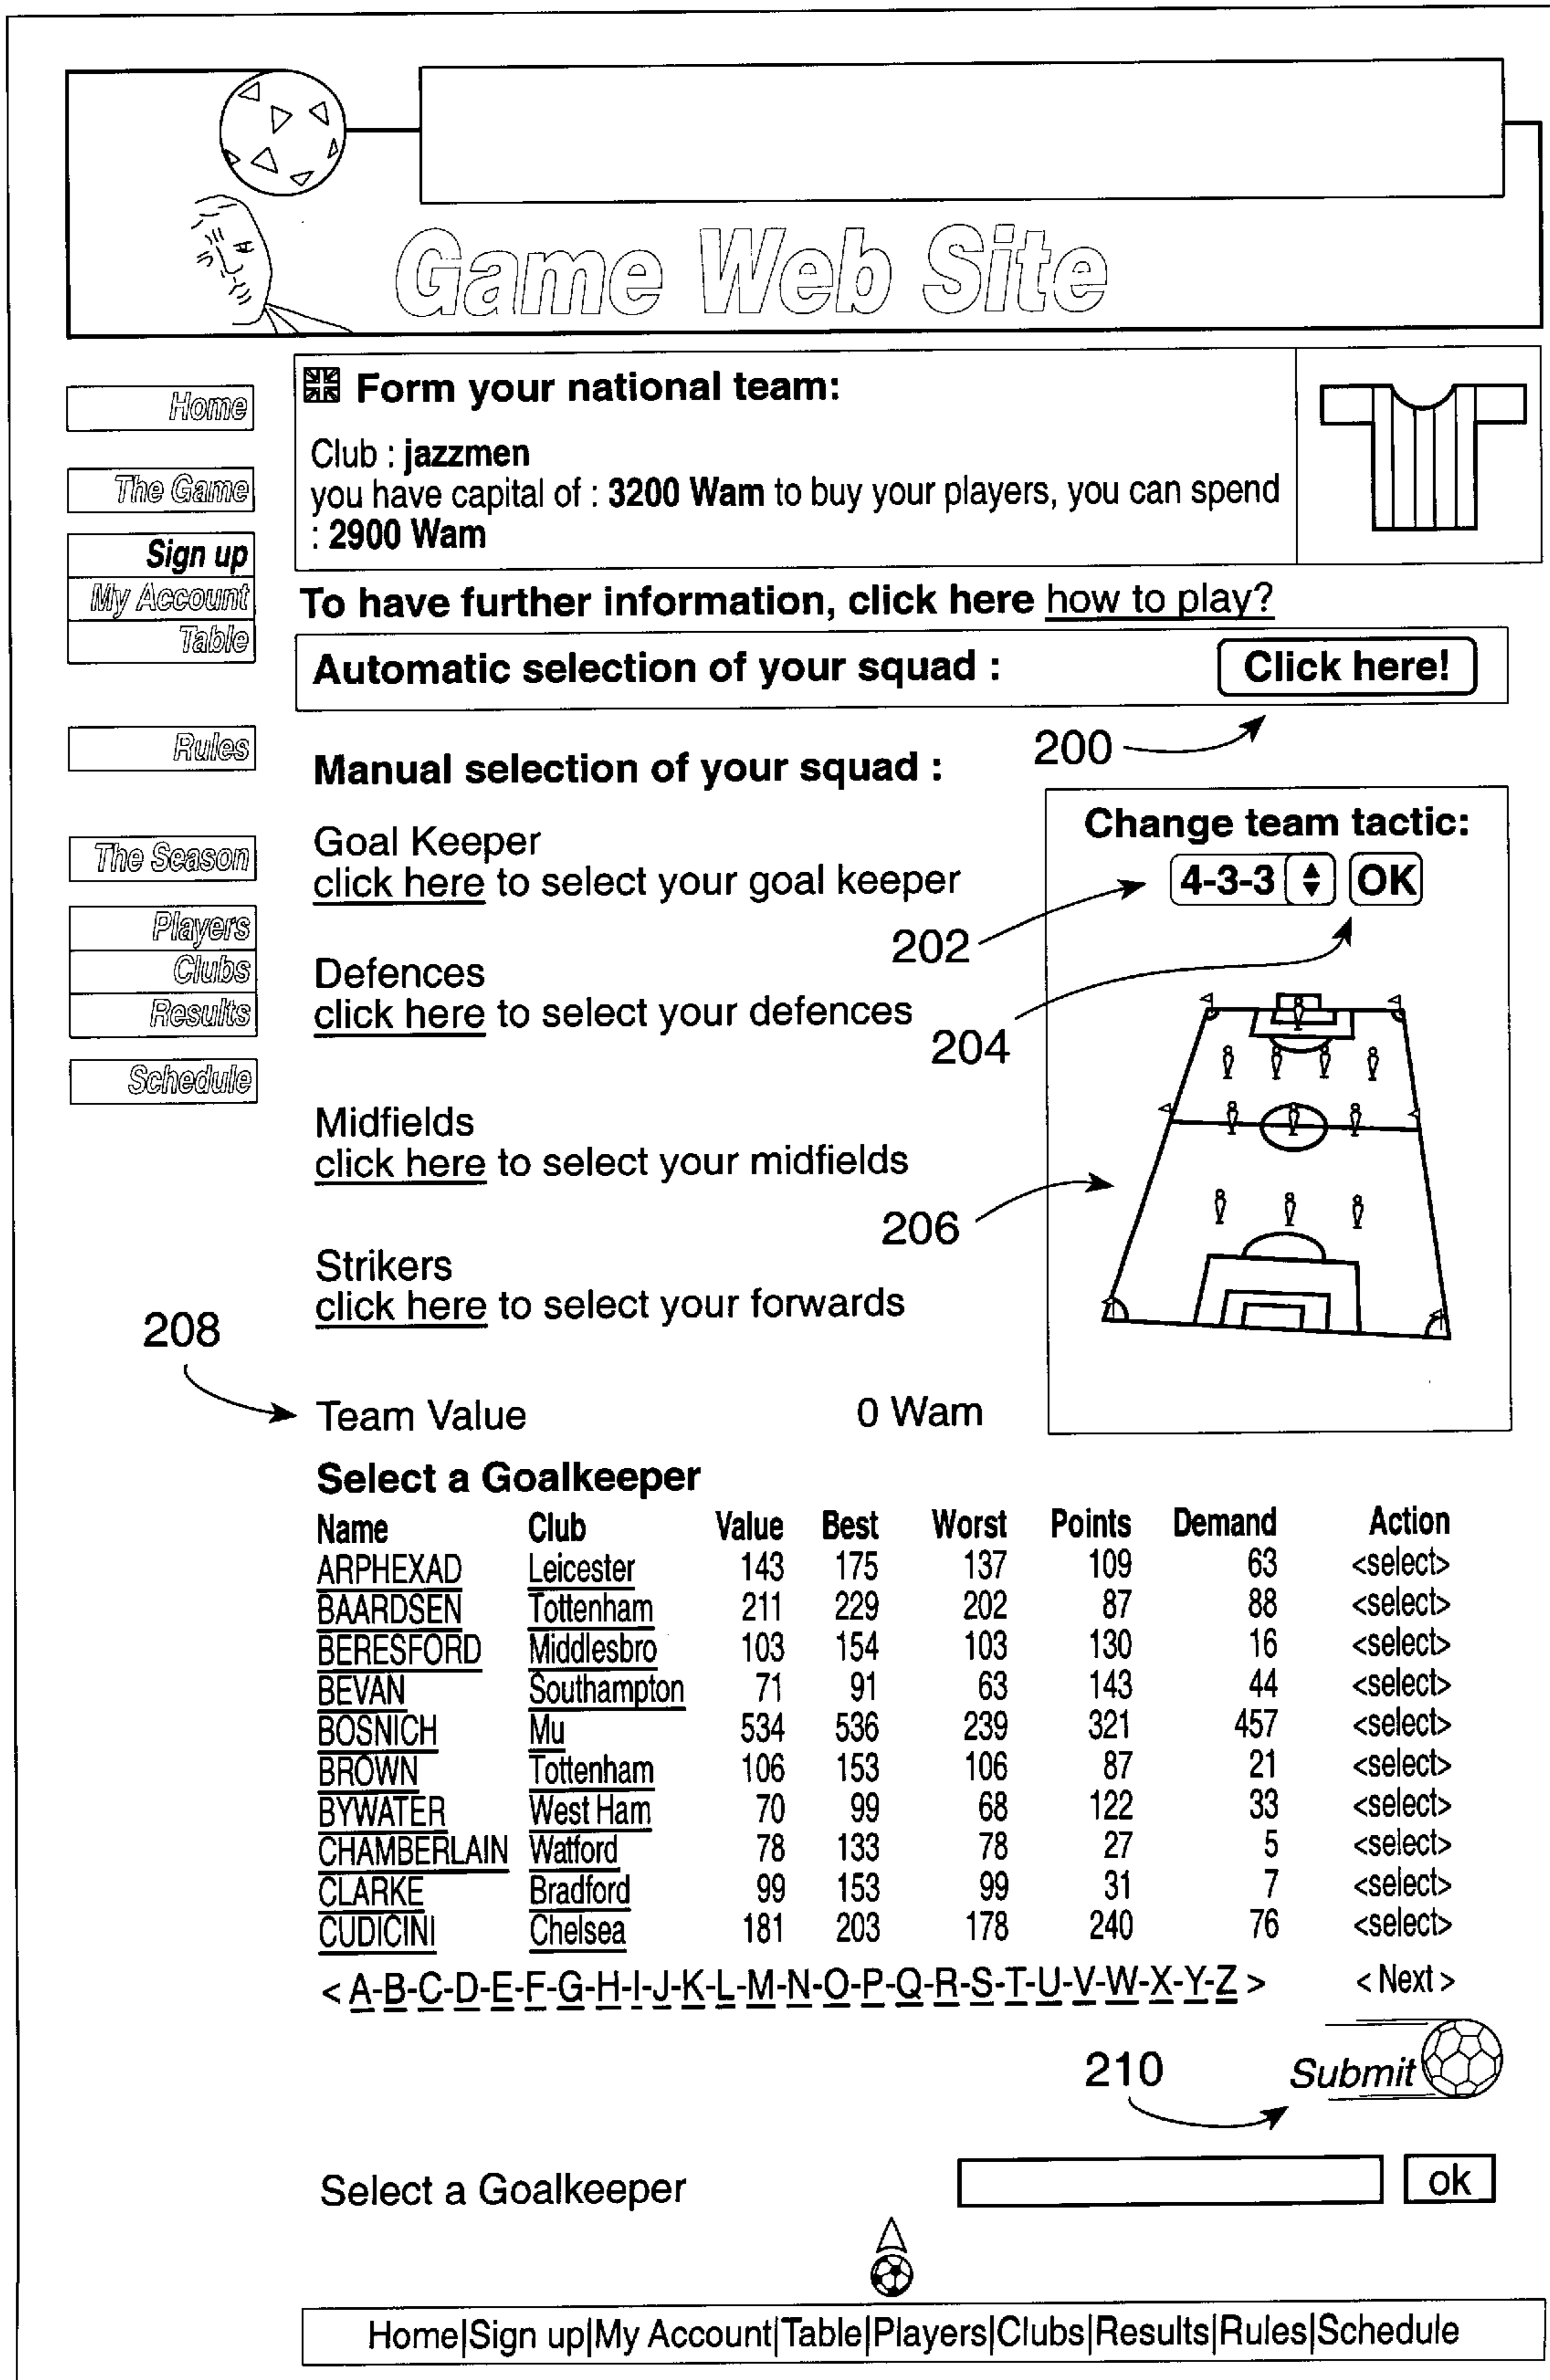 Game Web Site
Home
The Game
Sign up
My Account
Table
Rules
The Season
Players
Clubs
Results
Schedule
Form your national team:
Club : jazzmen
you have capital of : 3200 Wam to buy your players, you can spend
: 2900 Wam
To have further information, click here how to play?
Automatic selection of your squad : Click here!
200
Manual selection of your squad :
Change team tactic:
4-3-3 OK
Goal Keeper
click here to select your goal keeper
202
Defences
click here to select your defences
204
Midfields
click here to select your midfields
206
Strikers
click here to select your forwards
208
Team Value 0 Wam
Select a Goalkeeper
Name Club Value Best Worst Points Demand Action
ARPHEXAD Leicester 143 175 137 109 63 <select>
BAARDSEN Tottenham 211 229 202 87 88 <select>
BERESFORD Middlesbro 103 154 103 130 16 <select>
BEVAN Southampton 71 91 63 143 44 <select>
BOSNICH Mu 534 536 239 321 457 <select>
BROWN Tottenham 106 153 106 87 21 <select>
BYWATER West Ham 70 99 68 122 33 <select>
CHAMBERLAIN Watford 78 133 78 27 5 <select>
CLARKE Bradford 99 153 99 31 7 <select>
CUDICINI Chelsea 181 203 178 240 76 <select>
< A-B-C-D-E-F-G-H-I-J-K-L-M-N-O-P-Q-R-S-T-U-V-W-X-Y-Z > < Next >
210
Submit
Select a Goalkeeper ok
Home|Sign up|My Account|Table|Players|Clubs|Results|Rules|Schedule